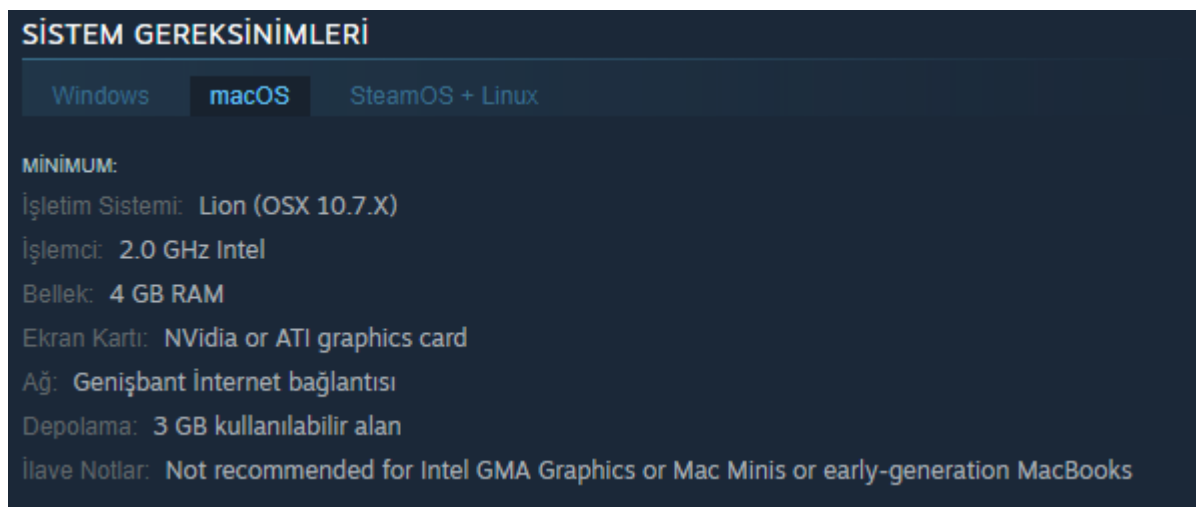 SİSTEM GEREKSİNİMLERİ
Windows macOS SteamOS + Linux
MİNİMUM:
İşletim Sistemi: Lion (OSX 10.7.X)
İşlemci: 2.0 GHz Intel
Bellek: 4 GB RAM
Ekran Kartı: NVidia or ATI graphics card
Ağ: Genişbant İnternet bağlantısı
Depolama: 3 GB kullanılabilir alan
İlave Notlar: Not recommended for Intel GMA Graphics or Mac Minis or early-generation MacBooks